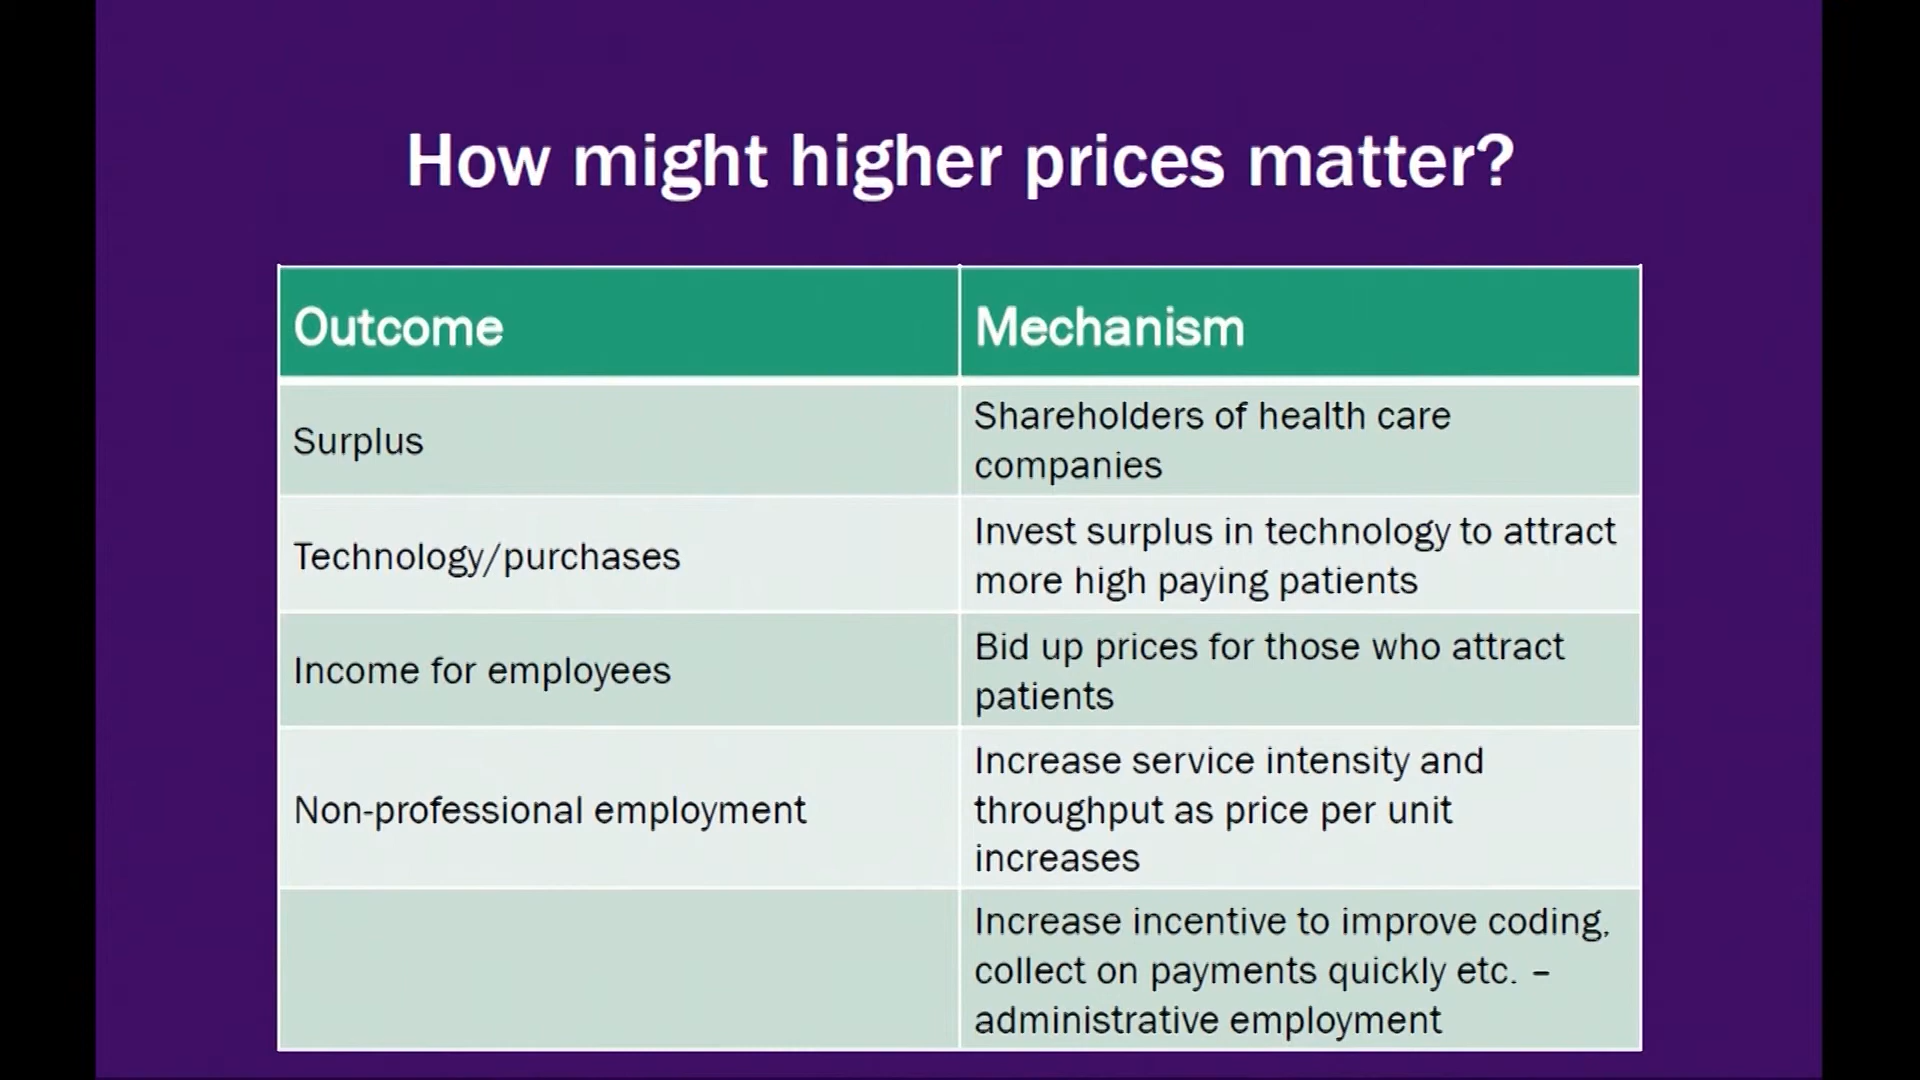 How might higher prices matter?
Outcome
Mechanism
Surplus
Shareholders of health care
companies
Technology/purchases
Invest surplus in technology to attract
more high paying patients
Income for employees
Bid up prices for those who attract
patients
Non-professional employment
Increase service intensity and
throughput as price per unit
increases
Increase incentive to improve coding,
collect on payments quickly etc. –
administrative employment